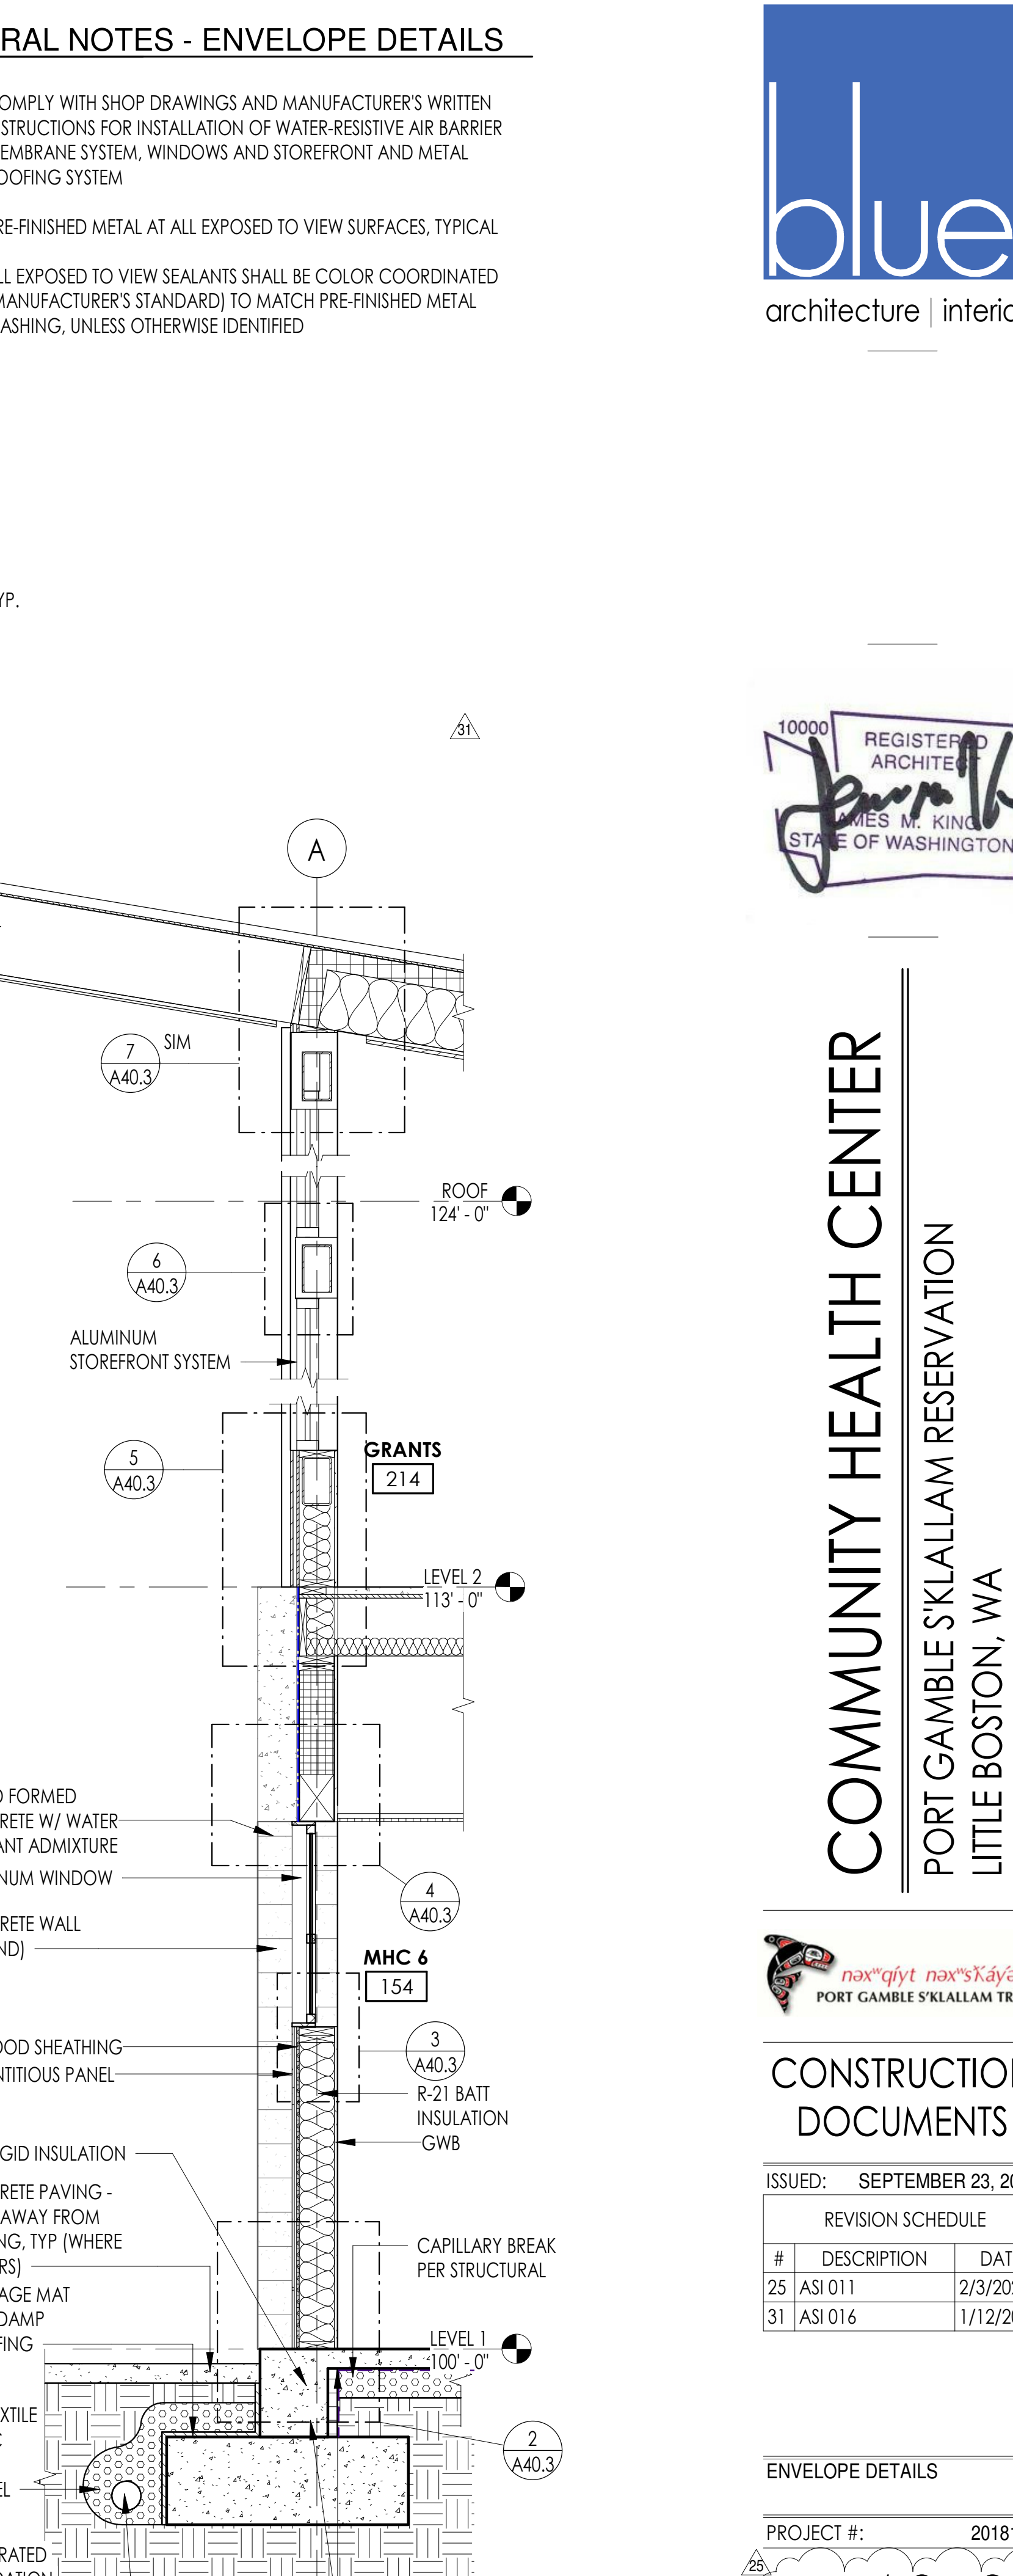 RAL NOTES - ENVELOPE DETAILS
OMPLY WITH SHOP DRAWINGS AND MANUFACTURER'S WRITTEN
STRUCTIONS FOR INSTALLATION OF WATER-RESISTIVE AIR BARRIER
EMBRANE SYSTEM, WINDOWS AND STOREFRONT AND METAL
OOFING SYSTEM
RE-FINISHED METAL AT ALL EXPOSED TO VIEW SURFACES, TYPICAL
LL EXPOSED TO VIEW SEALANTS SHALL BE COLOR COORDINATED
MANUFACTURER'S STANDARD) TO MATCH PRE-FINISHED METAL
ASHING, UNLESS OTHERWISE IDENTIFIED
YP.
31
A
7
A40.3
SIM
ROOF
124' - 0"
6
A40.3
ALUMINUM
STOREFRONT SYSTEM
5
A40.3
GRANTS
214
LEVEL 2
113' - 0"
O FORMED
CRETE W/ WATER
ANT ADMIXTURE
NUM WINDOW
4
A40.3
CRETE WALL
ND)
MHC 6
154
OOD SHEATHING
NTITIOUS PANEL
3
A40.3
R-21 BATT
INSULATION
GWB
GID INSULATION
RETE PAVING -
AWAY FROM
NG, TYP (WHERE
RS)
CAPILLARY BREAK
PER STRUCTURAL
AGE MAT
DAMP
FING
LEVEL 1
100' - 0"
XTILE
C
EL
2
A40.3
RATED
DATION
blue
architecture | interio
10000
REGISTERED
ARCHITECT
JAMES M. KING
STATE OF WASHINGTON
COMMUNITY HEALTH CENTER
PORT GAMBLE S'KLALLAM RESERVATION
LITTLE BOSTON, WA
PORT GAMBLE S'KLALLAM TR
CONSTRUCTION
DOCUMENTS
ISSUED: SEPTEMBER 23, 20
REVISION SCHEDULE
# DESCRIPTION DAT
25 ASI 011 2/3/202
31 ASI 016 1/12/20
ENVELOPE DETAILS
PROJECT #: 2018
25